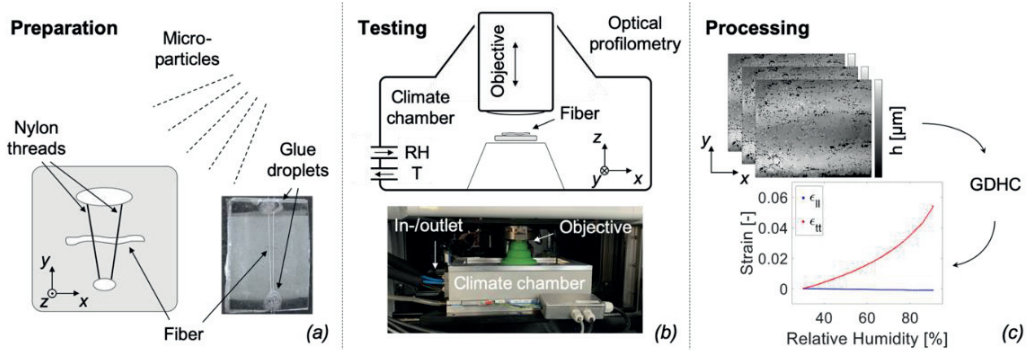 Preparation
Micro-
particles
Nylon
threads
Glue
droplets
y
z
x
Fiber
(a)
Testing
Optical
profilometry
Objective
Climate
chamber
Fiber
RH
T
z
y
x
In-/outlet
Objective
Climate chamber
(b)
Processing
h [μm]
y
x
GDHC
0.06
0.04
0.02
0
Strain [-]
ϵll
ϵtt
40
60
80
Relative Humidity [%]
(c)